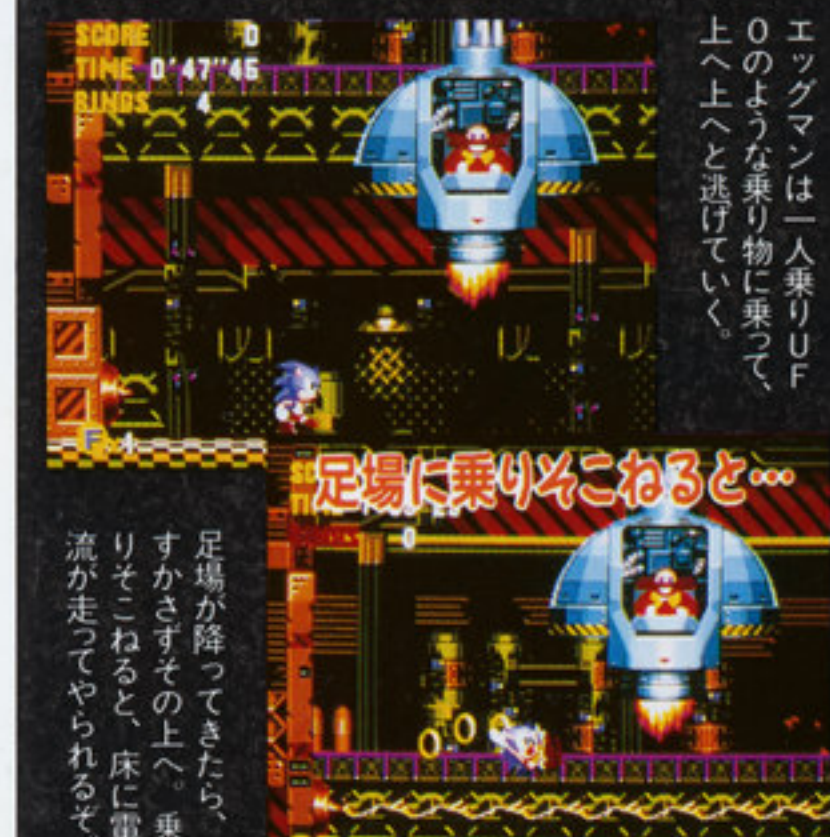 エッグマンは一人乗りUF
Oのような乗り物に乗って、
上へ上へと逃げていく。
SCORE 0
TIME 0'47"45
RINGS 4
足場に乗りそこねると…
0
足場が降ってきたら、
すかさずその上へ。乗
りそこねると、床に雷
流が走ってやられるぞ